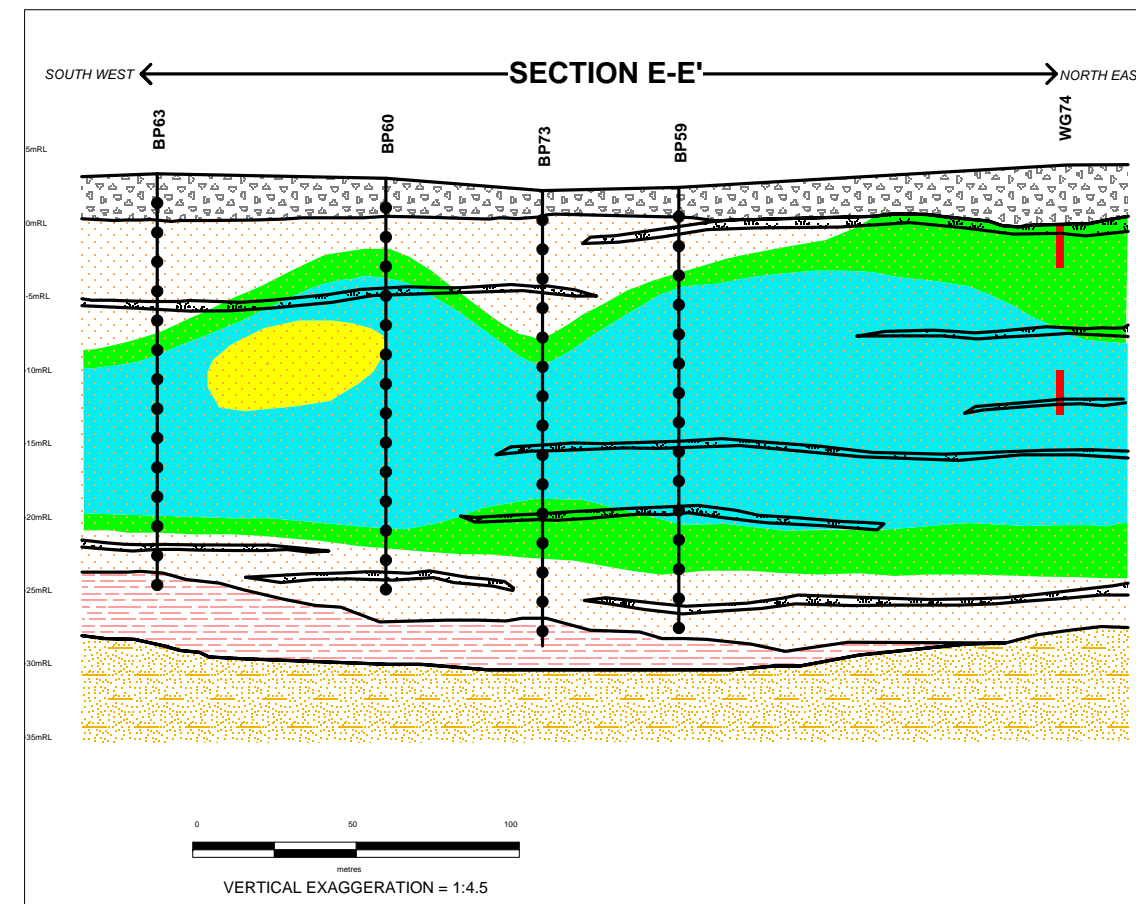 SECTION E-E'
SOUTH WEST
NORTH EAS
BP63
BP60
BP73
BP59
WG74
5mRL
0mRL
-5mRL
-10mRL
-15mRL
-20mRL
-25mRL
-30mRL
-35mRL
0 50 100
metres
VERTICAL EXAGGERATION = 1:4.5